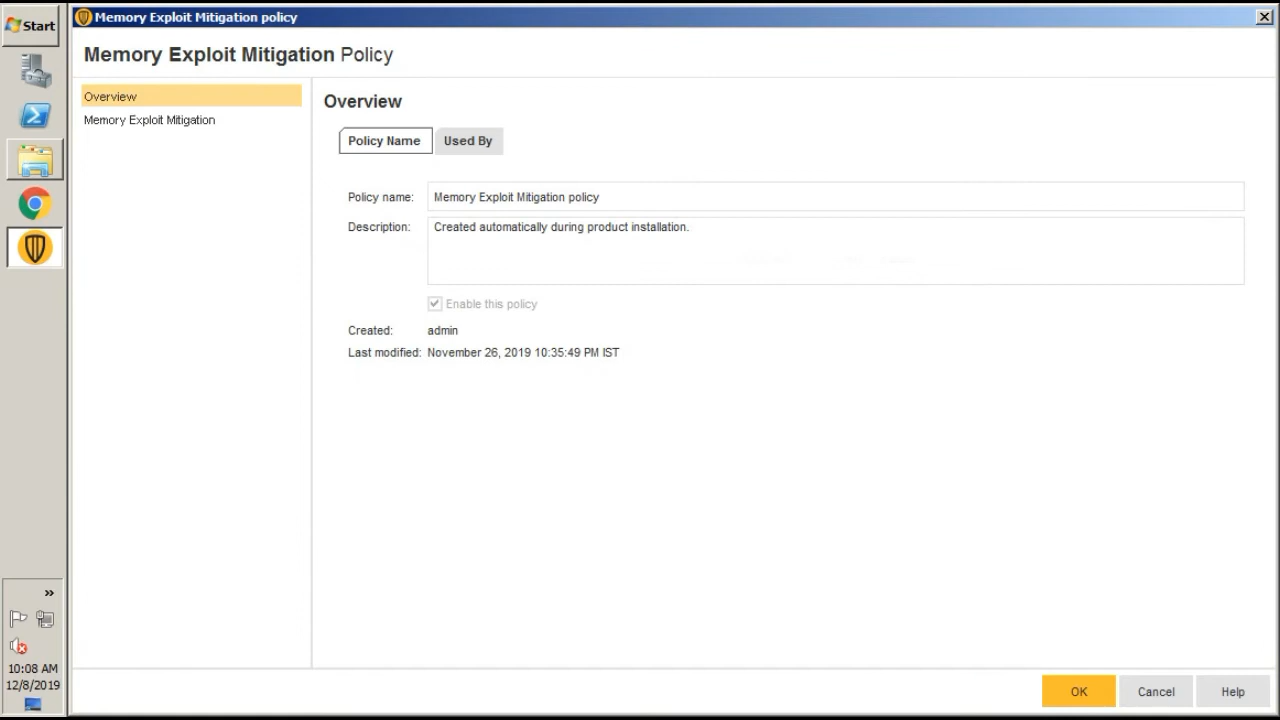 Start
Memory Exploit Mitigation policy
Memory Exploit Mitigation Policy
Overview
Memory Exploit Mitigation
Overview
Policy Name
Used By
Policy name: Memory Exploit Mitigation policy
Description: Created automatically during product installation.
Enable this policy
Created: admin
Last modified: November 26, 2019 10:35:49 PM IST
10:08 AM
12/8/2019
OK
Cancel
Help